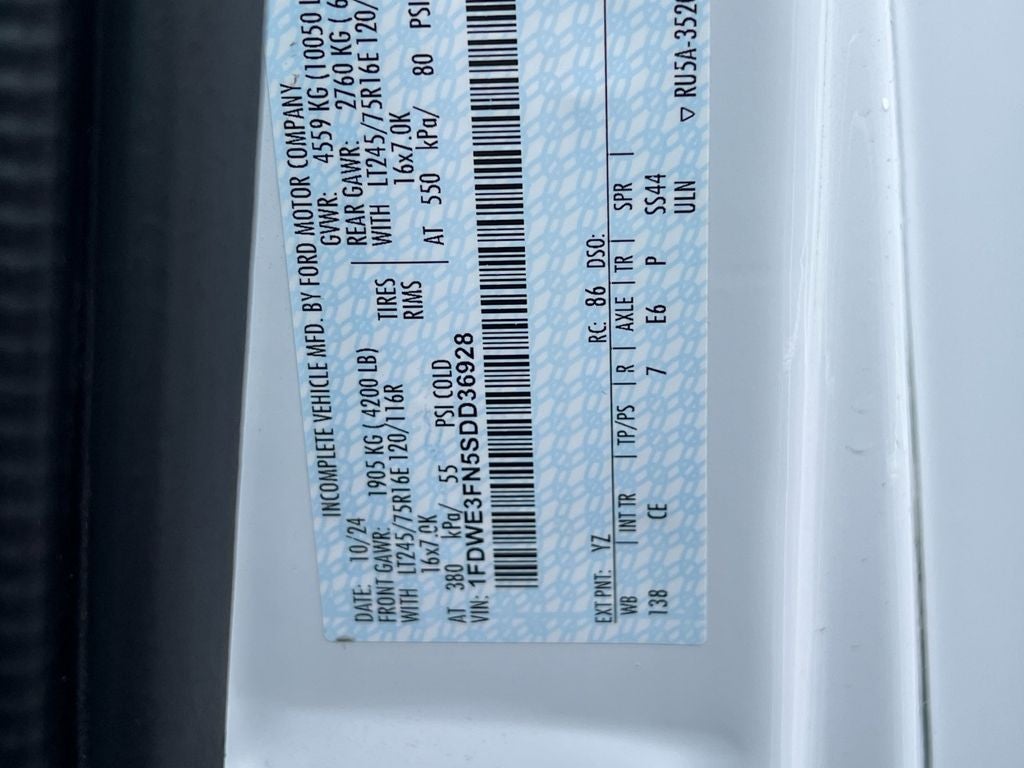 INCOMPLETE VEHICLE MFD. BY FORD MOTOR COMPANY
DATE: 10/24 GVWR: 4559 KG (10050 L
FRONT GAWR: 1905 KG ( 4200 LB) REAR GAWR: 2760 KG ( 6
WITH LT245/75R16E 120/116R TIRES WITH LT245/75R16E 120/
16x7.0K RIMS 16x7.0K
AT 380 kPa/ 55 PSI COLD AT 550 kPa/ 80 PSI
VIN: 1FDWE3FN5SDD36928
EXT PNT: YZ RC: 86 DSO:
WB | INT TR | TP/PS | R | AXLE | TR | SPR |
138 CE 7 E6 P SS44
ULN ▽ RU5A-3520